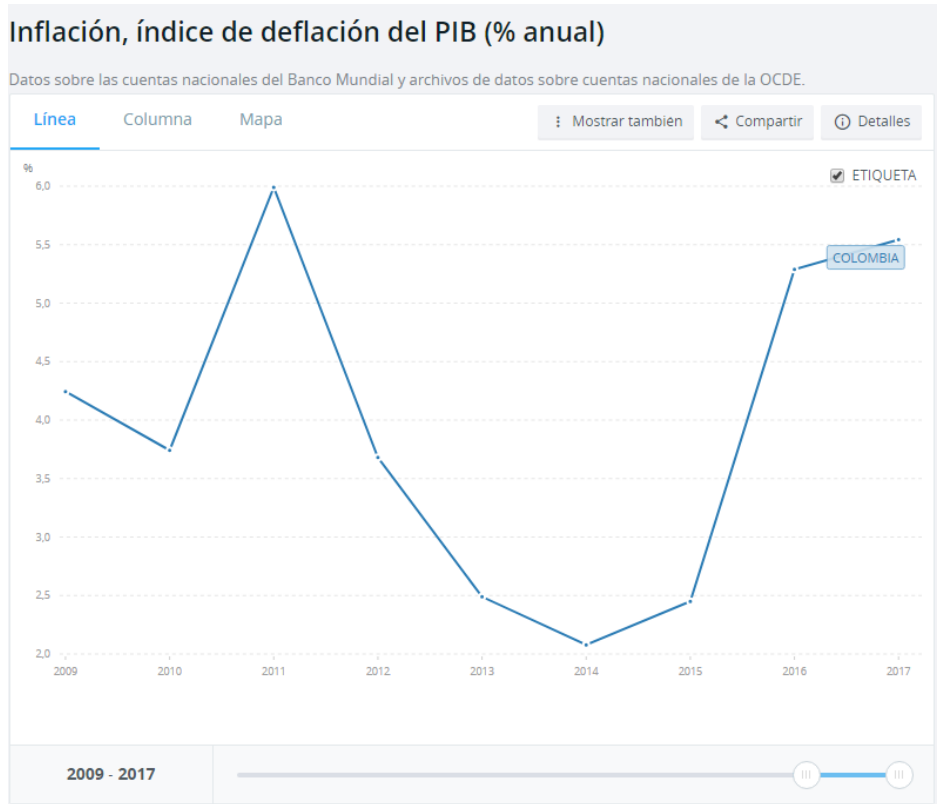 Inflación, índice de deflación del PIB (% anual)
Datos sobre las cuentas nacionales del Banco Mundial y archivos de datos sobre cuentas nacionales de la OCDE.
Línea Columna Mapa Mostrar tambien Compartir Detalles
%
ETIQUETA
6,0
5,5
COLOMBIA
5,0
4,5
4,0
3,5
3,0
2,5
2,0
2009 2010 2011 2012 2013 2014 2015 2016 2017
2009 - 2017